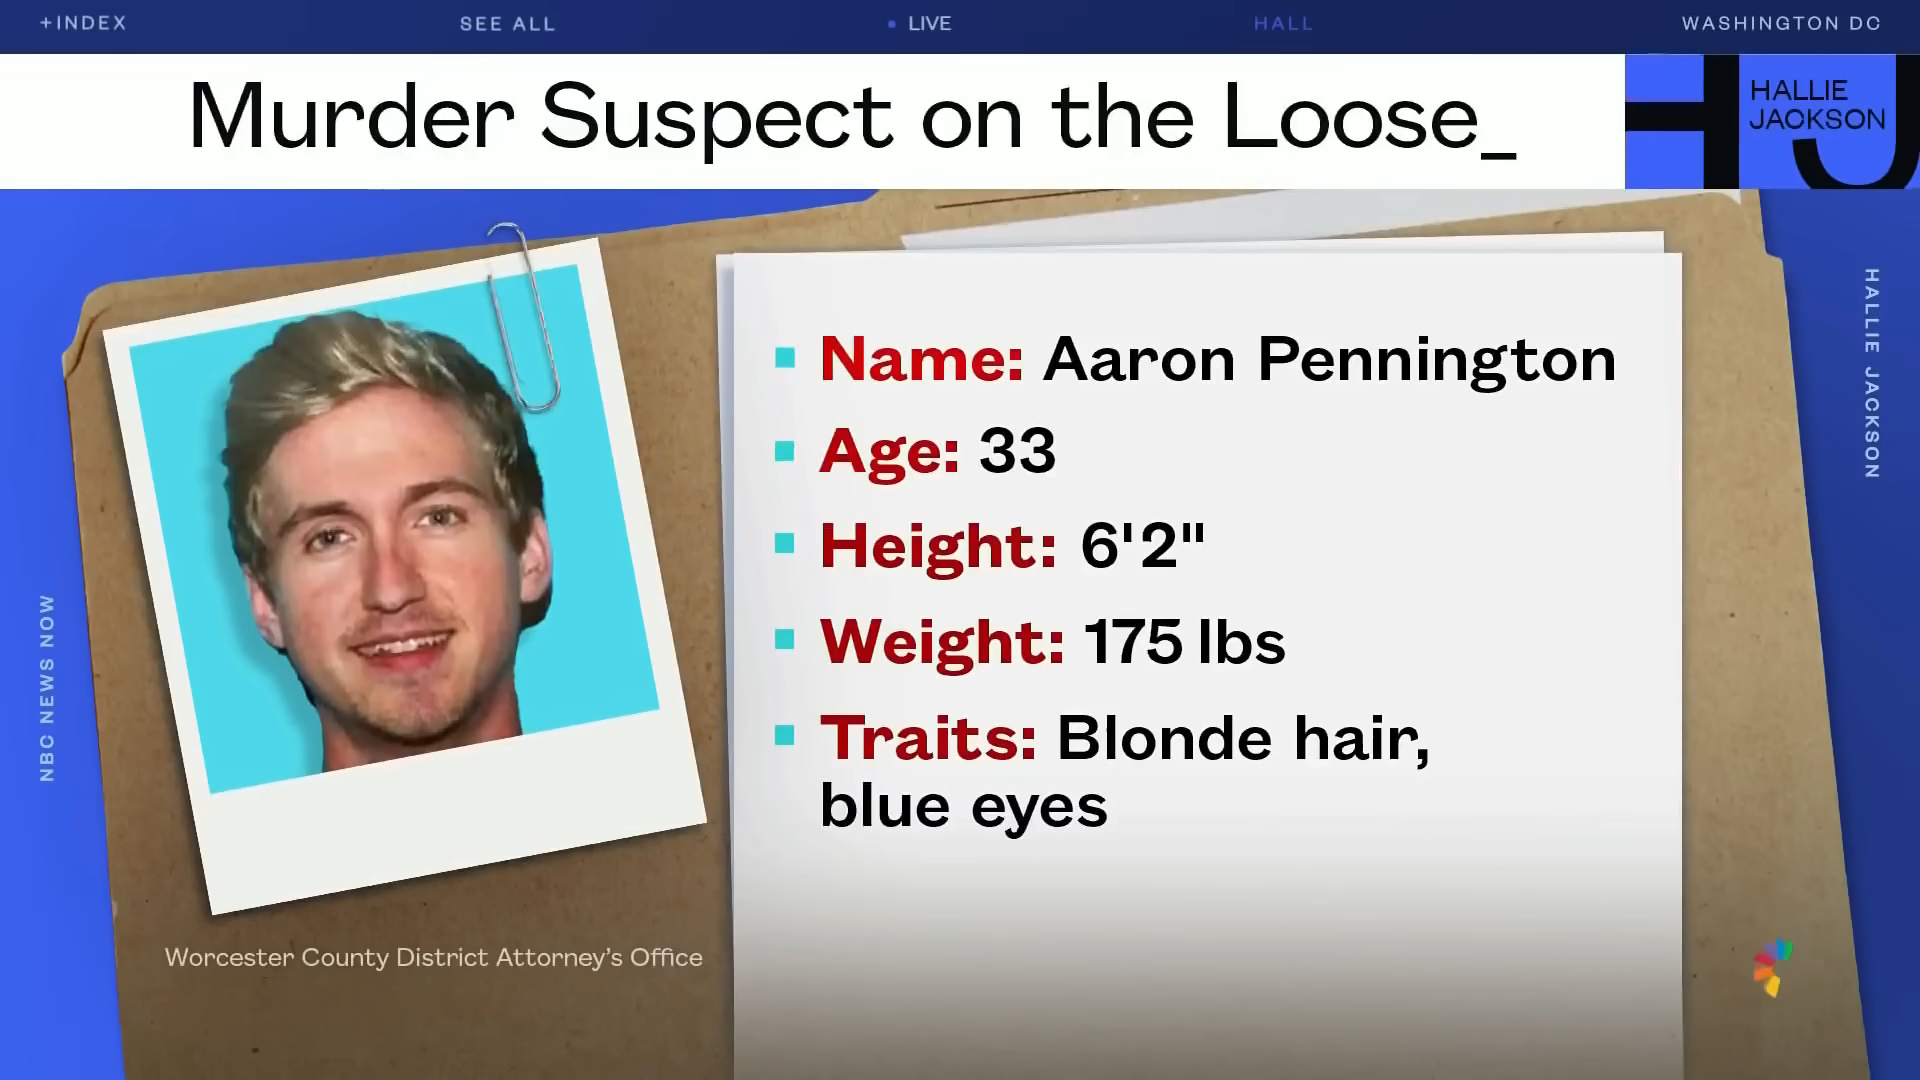 +INDEX
SEE ALL
LIVE
HALL
WASHINGTON DC
Murder Suspect on the Loose_
HALLIE
JACKSON
HJ
Name: Aaron Pennington
Age: 33
Height: 6'2"
Weight: 175 lbs
Traits: Blonde hair,
blue eyes
Worcester County District Attorney's Office
NBC NEWS NOW
HALLIE JACKSON